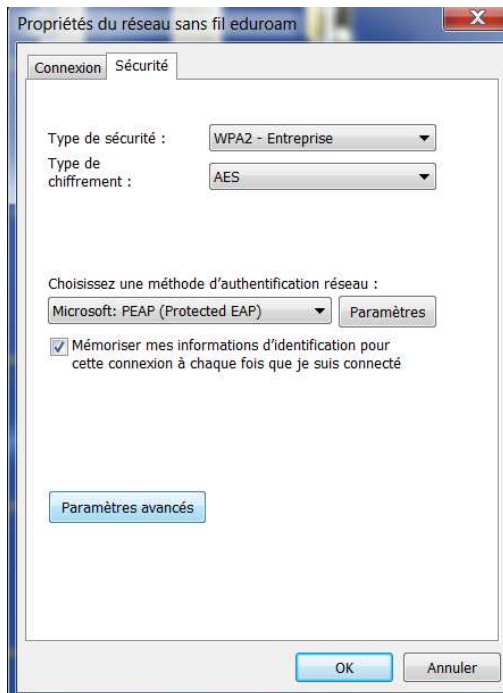 Propriétés du réseau sans fil eduroam
Connexion
Sécurité
Type de sécurité :
WPA2 - Entreprise
Type de
chiffrement :
AES
Choisissez une méthode d'authentification réseau :
Microsoft: PEAP (Protected EAP)
Paramètres
Mémoriser mes informations d'identification pour
cette connexion à chaque fois que je suis connecté
Paramètres avancés
OK
Annuler